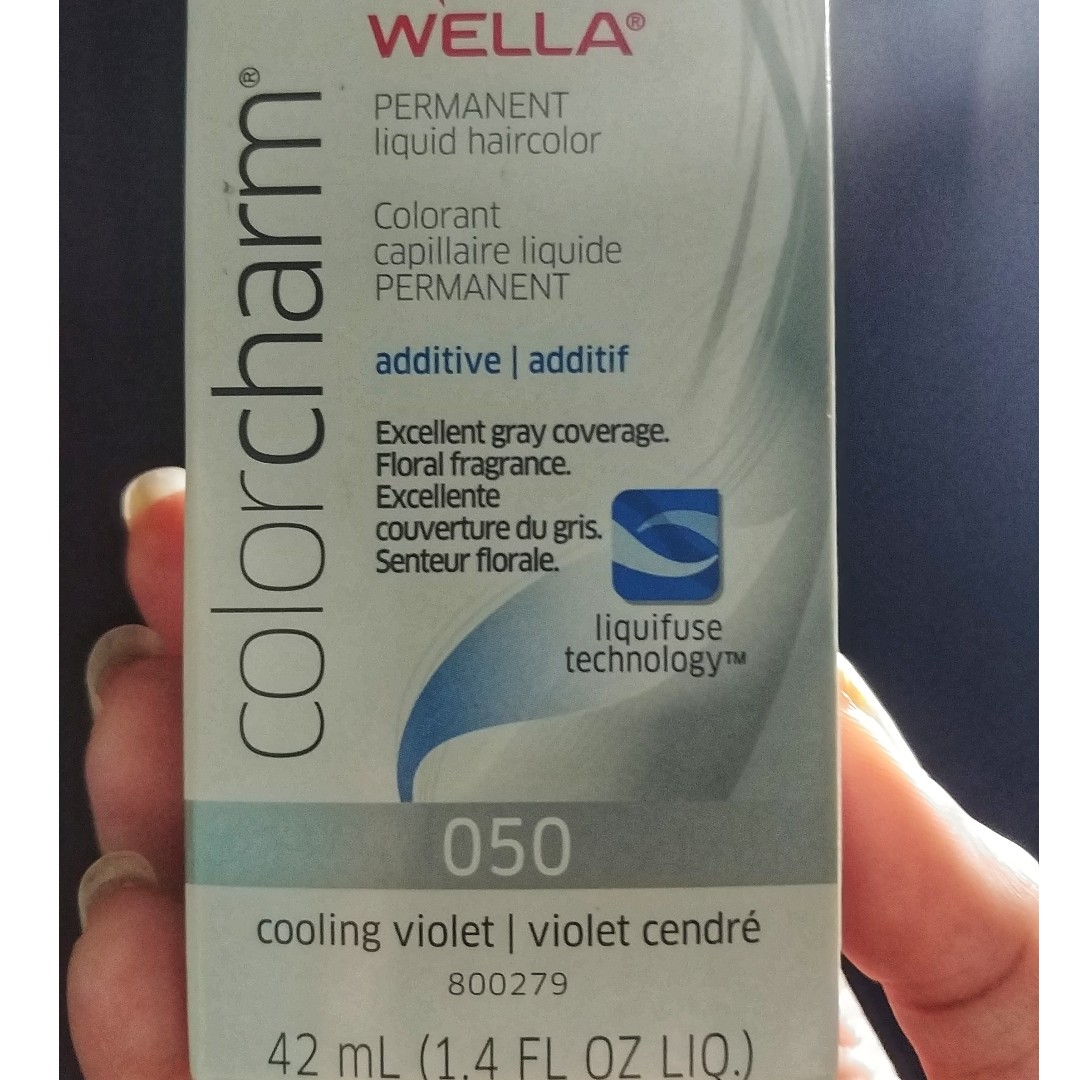 WELLA®
colorcharm®
PERMANENT
liquid haircolor
Colorant
capillaire liquide
PERMANENT
additive | additif
Excellent gray coverage.
Floral fragrance.
Excellente
couverture du gris.
Senteur florale.
liquifuse
technology™
050
cooling violet | violet cendré
800279
42 mL (1.4 FL OZ LIQ.)